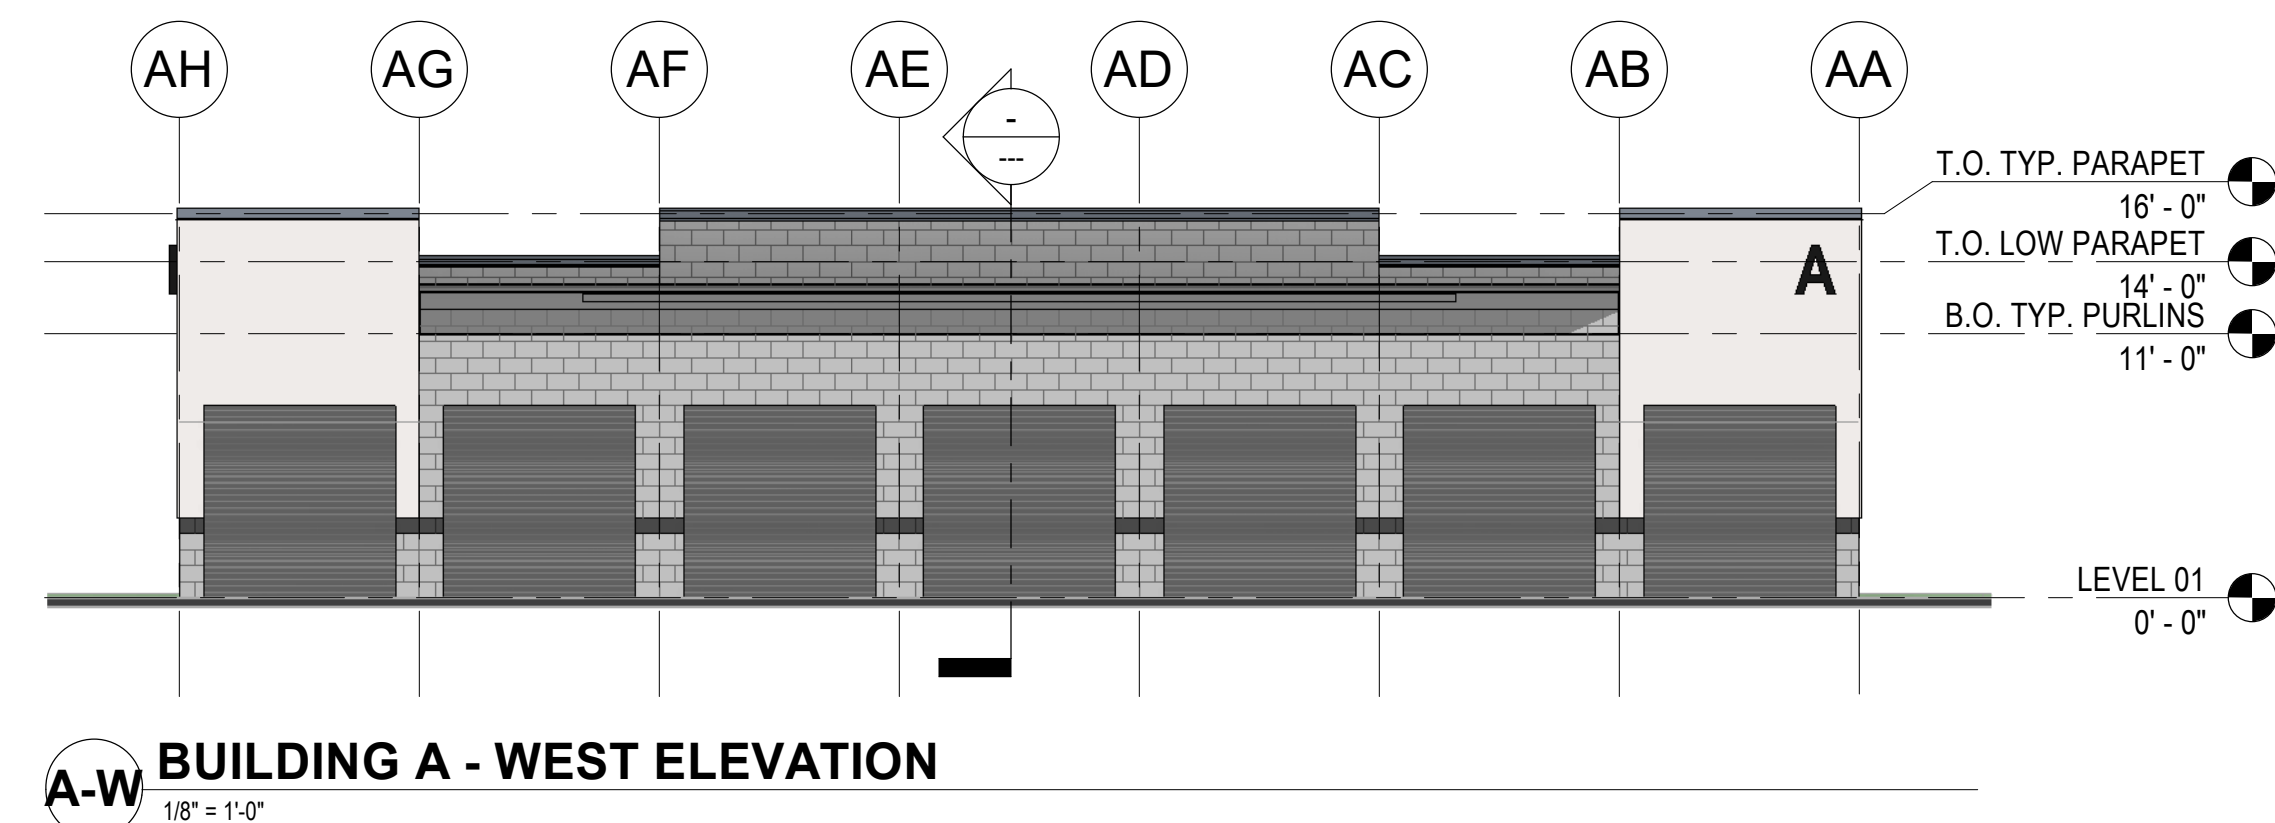 AH AG AF AE AD AC AB AA
-
---
T.O. TYP. PARAPET
16' - 0"
T.O. LOW PARAPET
14' - 0"
B.O. TYP. PURLINS
11' - 0"
A
LEVEL 01
0' - 0"
A-W BUILDING A - WEST ELEVATION
1/8" = 1'-0"